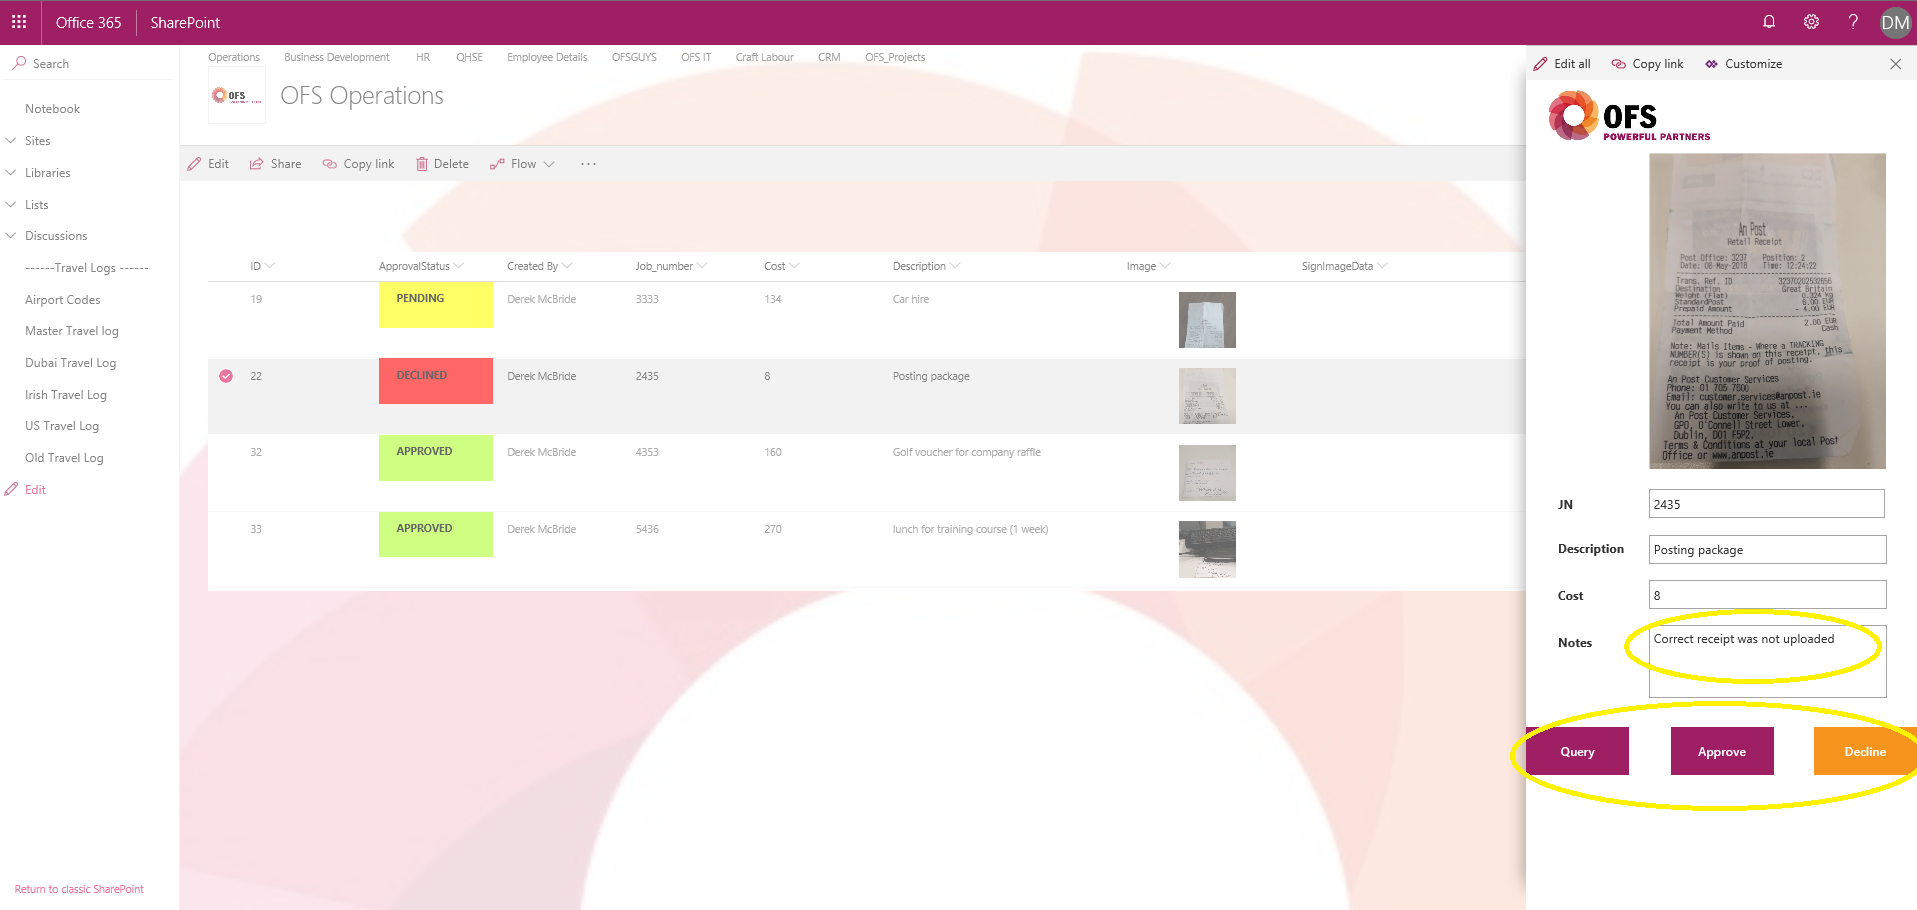 Office 365
SharePoint
DM
Search
Notebook
Sites
Libraries
Lists
Discussions
------Travel Logs ------
Airport Codes
Master Travel log
Dubai Travel Log
Irish Travel Log
US Travel Log
Old Travel Log
Edit
Return to classic SharePoint
Operations Business Development HR QHSE Employee Details OFSGUYS OFS IT Craft Labour CRM OFS_Projects
OFS
OFS Operations
Edit Share Copy link Delete Flow ...
ID ApprovalStatus Created By Job_number Cost Description Image SignImageData
19 PENDING Derek McBride 3333 134 Car hire
22 DECLINED Derek McBride 2435 8 Posting package
32 APPROVED Derek McBride 4353 160 Golf voucher for company raffle
33 APPROVED Derek McBride 5436 270 lunch for training course (1 week)
Edit all Copy link Customize
OFS
POWERFUL PARTNERS
An Post
Retail Receipt
Post Office: 3237 Position: 2
Date: 08-May-2018 Time: 12:24:22
Trans. Ref. ID 32370202532656
Destination Great Britain
Weight (Flat) 0.324 Kg
StandardPost 6.00 EUR
Prepaid Amount - 4.00 EUR
Total Amount Paid 2.00 EUR
Payment Method Cash
Note: Mails Items - Where a TRACKING
NUMBER(S) is shown on this receipt, this
receipt is your proof of posting.
An Post Customer Services
Phone: 01 705 7600
Email: customer.services@anpost.ie
You can also write to us at ...
An Post Customer Services,
GPO, O'Connell Street Lower,
Dublin, D01 F5P2.
Terms & Conditions at your local Post
Office or www.anpost.ie
JN 2435
Description Posting package
Cost 8
Notes Correct receipt was not uploaded
Query Approve Decline